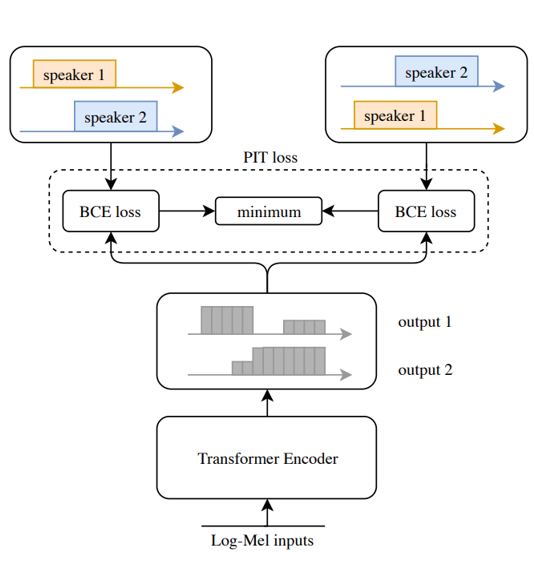 speaker 1
speaker 2
speaker 2
speaker 1
PIT loss
BCE loss
minimum
BCE loss
output 1
output 2
Transformer Encoder
Log-Mel inputs